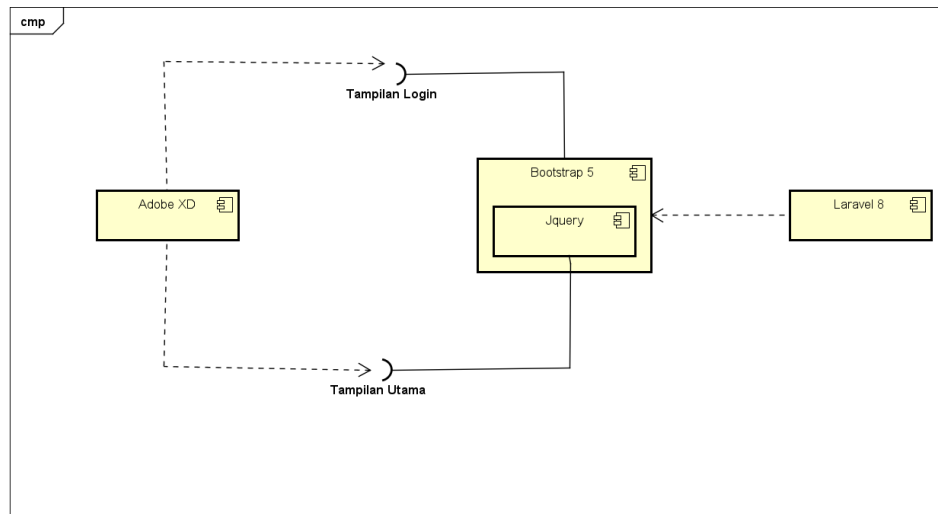 cmp
Tampilan Login
Bootstrap 5
Adobe XD
Jquery
Laravel 8
Tampilan Utama